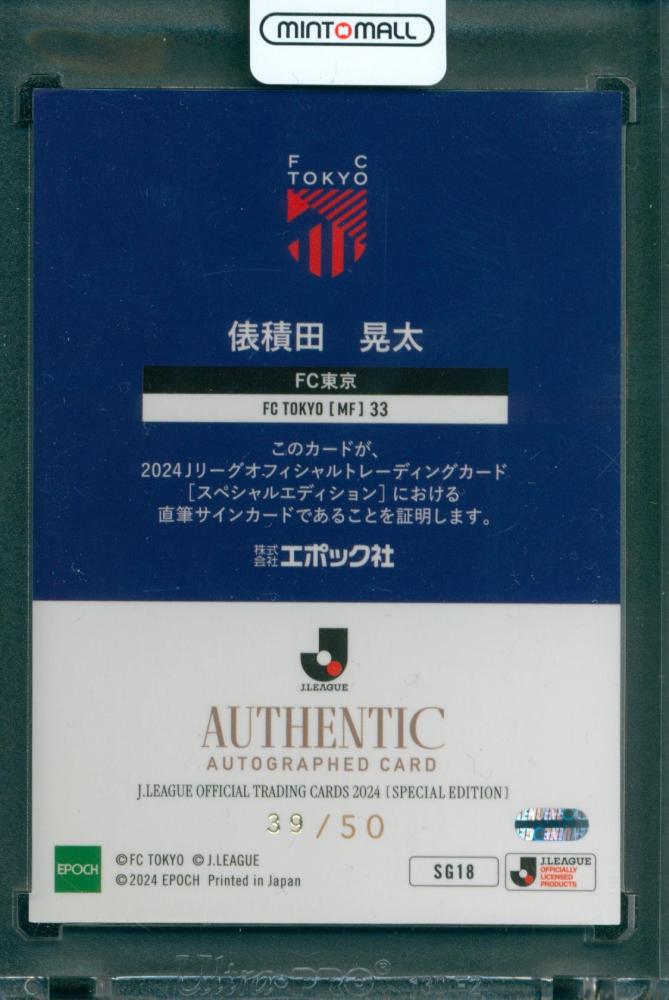 MINTMALL
F C
TOKYO
俵積田 晃太
FC東京
FC TOKYO [MF] 33
このカードが、
2024Jリーグオフィシャルトレーディングカード
[スペシャルエディション]における
直筆サインカードであることを証明します。
株式会社エポック社
J.LEAGUE
AUTHENTIC
AUTOGRAPHED CARD
J.LEAGUE OFFICIAL TRADING CARDS 2024 [SPECIAL EDITION]
39/50
EPOCH
©FC TOKYO ©J.LEAGUE
©2024 EPOCH Printed in Japan
SG18
J.LEAGUE
OFFICIALLY
LICENSED
PRODUCTS
Ultra PRO®